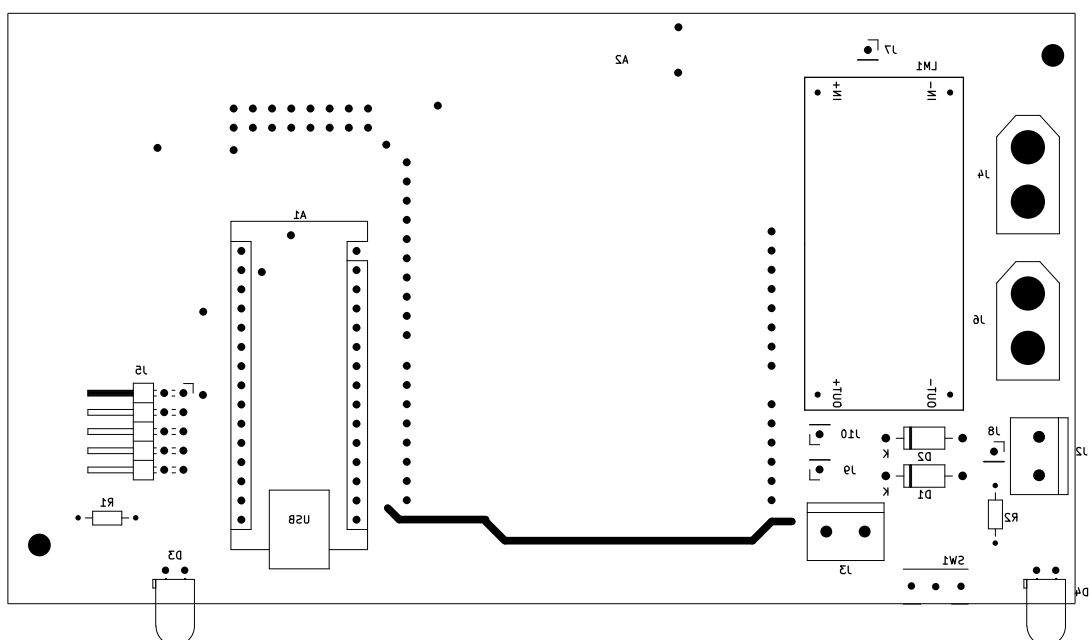 A2
J7
LM1
IN+
IN-
J4
A1
J6
J5
OUT+
OUT-
J10
J8
K
D2
J2
J9
K
D1
R1
USB
R2
D3
J3
SW1
D4